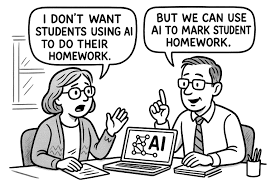 I DON'T WANT
STUDENTS USING AI
TO DO THEIR
HOMEWORK.
BUT WE CAN USE
AI TO MARK STUDENT
HOMEWORK.
AI